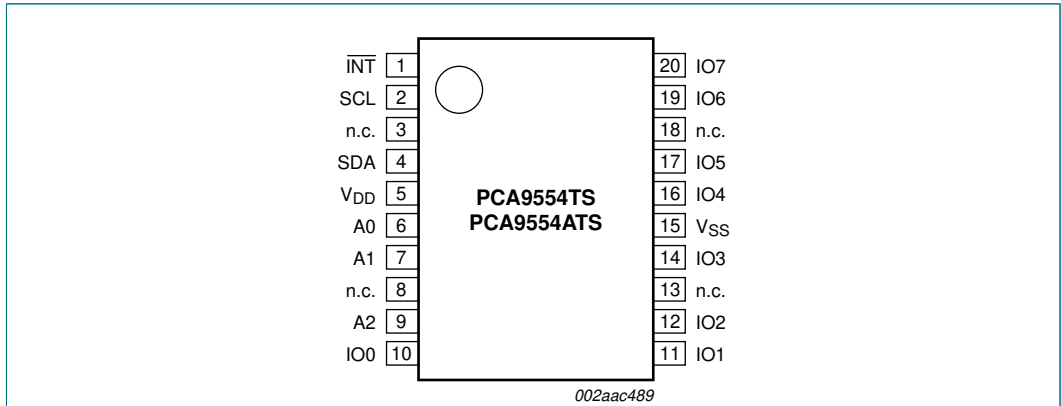 INT 1 20 IO7
SCL 2 19 IO6
n.c. 3 18 n.c.
SDA 4 17 IO5
VDD 5 16 IO4
PCA9554TS
A0 6 15 VSS
PCA9554ATS
A1 7 14 IO3
n.c. 8 13 n.c.
A2 9 12 IO2
IO0 10 11 IO1
002aac489